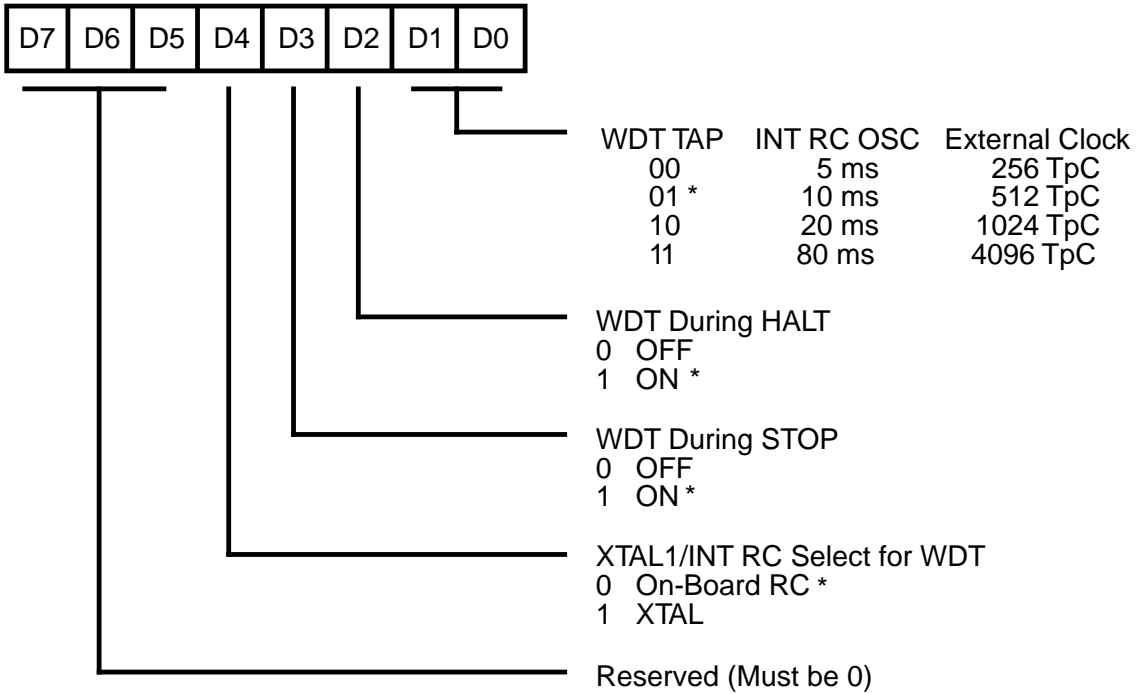 D7 D6 D5 D4 D3 D2 D1 D0
WDT TAP INT RC OSC External Clock
00 5 ms 256 TpC
01 * 10 ms 512 TpC
10 20 ms 1024 TpC
11 80 ms 4096 TpC
WDT During HALT
0 OFF
1 ON *
WDT During STOP
0 OFF
1 ON *
XTAL1/INT RC Select for WDT
0 On-Board RC *
1 XTAL
Reserved (Must be 0)